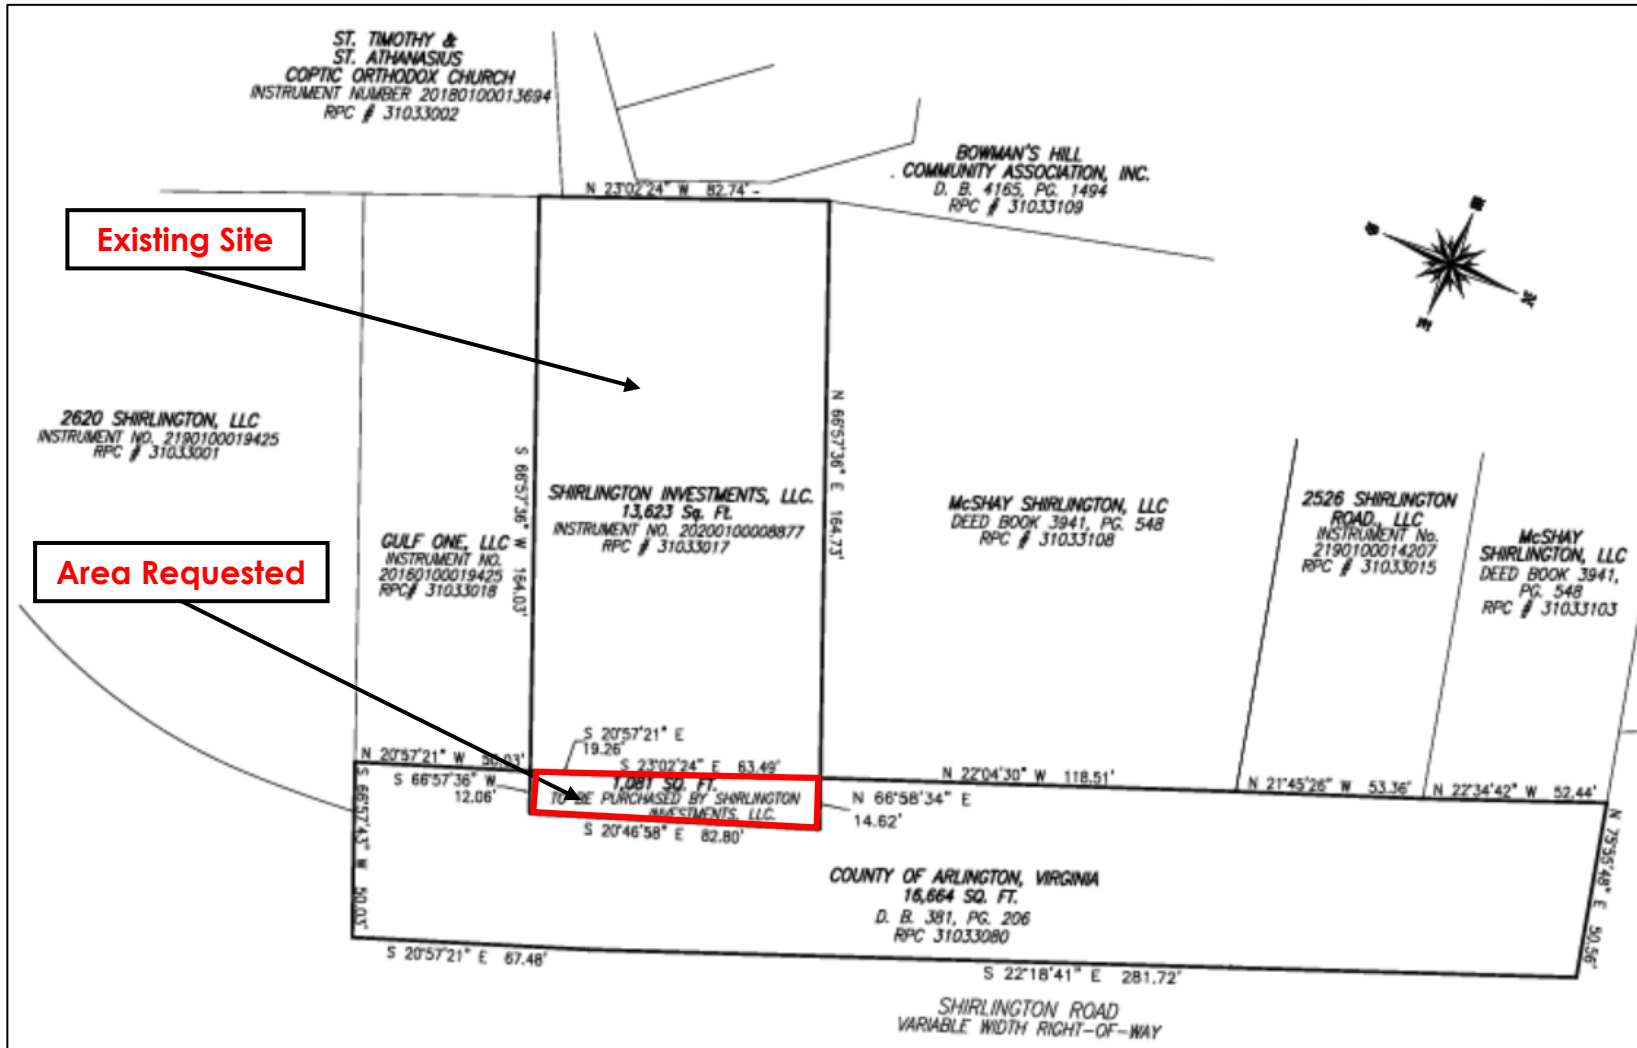 ST. TIMOTHY &
ST. ATHANASIUS
COPTIC ORTHODOX CHURCH
INSTRUMENT NUMBER 20180100013694
RPC # 31033002
BOWMAN'S HILL
COMMUNITY ASSOCIATION, INC.
D. B. 4165, PG. 1494
RPC # 31033109
N 23°02'24" W 82.74'
Existing Site
W
S
N
E
2620 SHIRLINGTON, LLC
INSTRUMENT NO. 2190100019425
RPC # 31033001
S 66°57'36" W 164.03'
N 66°57'36" E 164.73'
SHIRLINGTON INVESTMENTS, LLC.
13,623 Sq. Ft.
INSTRUMENT NO. 20200100008877
RPC # 31033017
McSHAY SHIRLINGTON, LLC
DEED BOOK 3941, PG. 548
RPC # 31033108
2526 SHIRLINGTON
ROAD, LLC
INSTRUMENT No.
2190100014207
RPC # 31033015
McSHAY
SHIRLINGTON, LLC
DEED BOOK 3941,
PG. 548
RPC # 31033103
GULF ONE, LLC
INSTRUMENT NO.
20160100019425
RPC# 31033018
Area Requested
S 20°57'21" E
19.26'
N 20°57'21" W 50.03'
S 23°02'24" E 63.49'
S 66°57'36" W
12.06'
1,081 SQ. FT.
TO BE PURCHASED BY SHIRLINGTON
INVESTMENTS, LLC.
N 66°58'34" E
14.62'
S 20°46'58" E 82.80'
N 22°04'30" W 118.51'
N 21°45'26" W 53.36'
N 22°34'42" W 52.44'
S 66°57'43" W 50.03'
N 75°55'48" E 50.56'
COUNTY OF ARLINGTON, VIRGINIA
16,664 SQ. FT.
D. B. 381, PG. 206
RPC 31033080
S 20°57'21" E 67.48'
S 22°18'41" E 281.72'
SHIRLINGTON ROAD
VARIABLE WIDTH RIGHT-OF-WAY